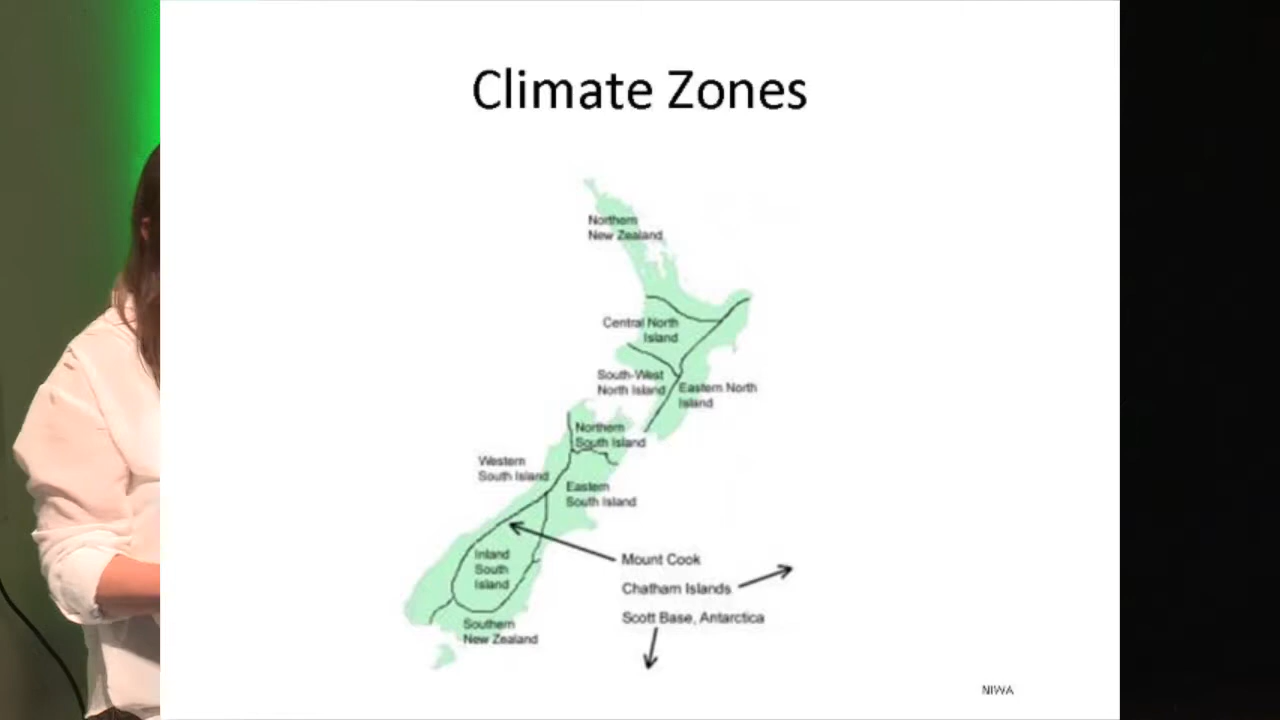 Climate Zones
Northern
New Zealand
Central North
Island
South-West
North Island
Eastern North
Island
Northern
South Island
Western
South Island
Eastern
South Island
Inland
South
Island
Mount Cook
Chatham Islands
Scott Base, Antarctica
Southern
New Zealand
NIWA